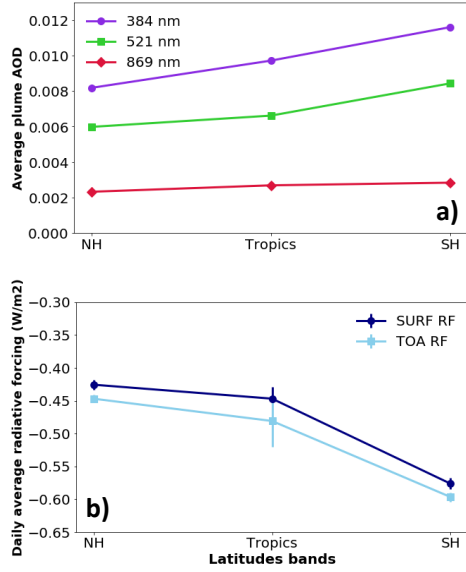 Average plume AOD
0.012
0.010
0.008
0.006
0.004
0.002
0.000
384 nm
521 nm
869 nm
a)
NH
Tropics
SH
Daily average radiative forcing (W/m2)
−0.30
−0.35
−0.40
−0.45
−0.50
−0.55
−0.60
−0.65
SURF RF
TOA RF
b)
NH
Tropics
SH
Latitudes bands